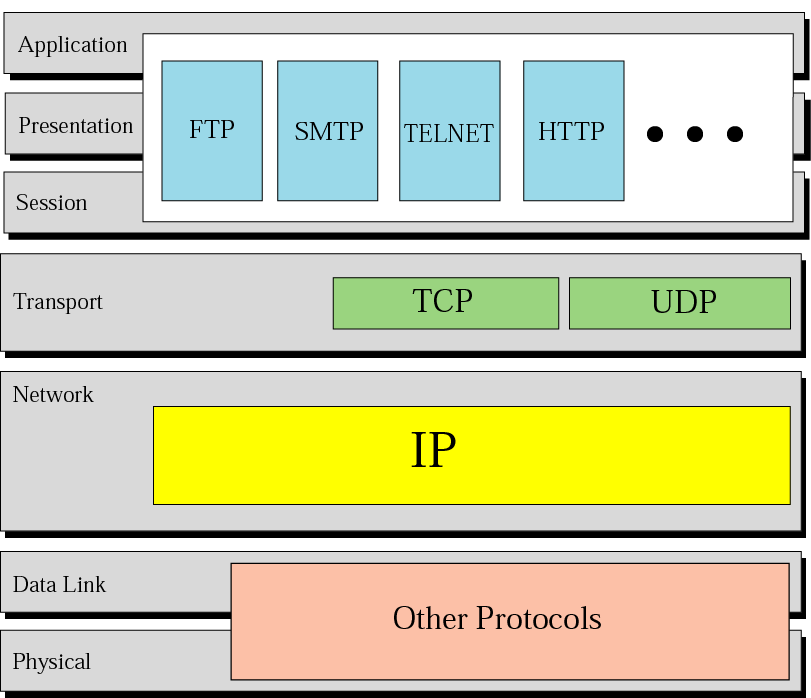 Application
Presentation
Session
FTP
SMTP
TELNET
HTTP
Transport
TCP
UDP
Network
IP
Data Link
Other Protocols
Physical